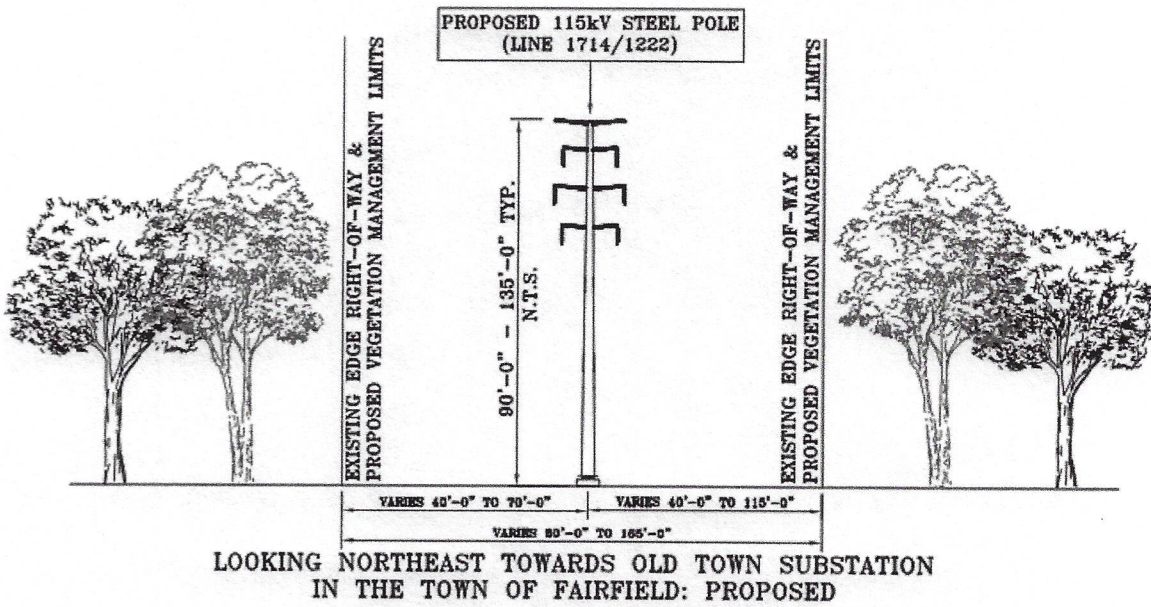 PROPOSED 115kV STEEL POLE
(LINE 1714/1222)
EXISTING EDGE RIGHT-OF-WAY &
PROPOSED VEGETATION MANAGEMENT LIMITS
90'-0" - 135'-0" TYP.
N.T.S.
EXISTING EDGE RIGHT-OF-WAY &
PROPOSED VEGETATION MANAGEMENT LIMITS
VARIES 40'-0" TO 70'-0"
VARIES 40'-0" TO 115'-0"
VARIES 80'-0" TO 165'-0"
LOOKING NORTHEAST TOWARDS OLD TOWN SUBSTATION
IN THE TOWN OF FAIRFIELD: PROPOSED